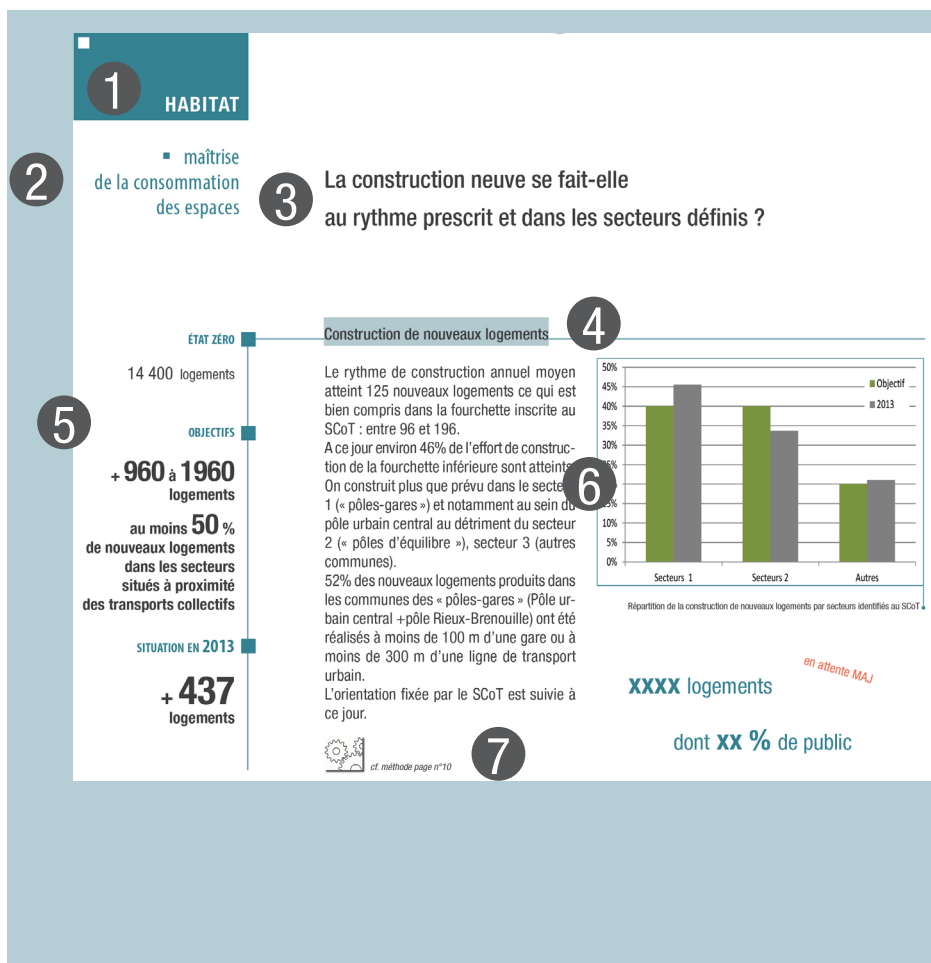 1
HABITAT
2
▪ maîtrise
de la consommation
des espaces
3
La construction neuve se fait-elle
au rythme prescrit et dans les secteurs définis ?
ÉTAT ZÉRO
14 400 logements
5
OBJECTIFS
+ 960 à 1960
logements
au moins 50 %
de nouveaux logements
dans les secteurs
situés à proximité
des transports collectifs
SITUATION EN 2013
+ 437
logements
Construction de nouveaux logements
4
Le rythme de construction annuel moyen
atteint 125 nouveaux logements ce qui est
bien compris dans la fourchette inscrite au
SCoT : entre 96 et 196.
A ce jour environ 46% de l'effort de construc-
tion de la fourchette inférieure sont atteints.
On construit plus que prévu dans le secteur
1 (« pôles-gares ») et notamment au sein du
pôle urbain central au détriment du secteur
2 (« pôles d'équilibre »), secteur 3 (autres
communes).
52% des nouveaux logements produits dans
les communes des « pôles-gares » (Pôle ur-
bain central +pôle Rieux-Brenouille) ont été
réalisés à moins de 100 m d'une gare ou à
moins de 300 m d'une ligne de transport
urbain.
L'orientation fixée par le SCoT est suivie à
ce jour.
cf. méthode page n°10
7
6
50%
45%
40%
35%
30%
25%
15%
10%
5%
0%
Objectif
2013
Secteurs 1
Secteurs 2
Autres
Répartition de la construction de nouveaux logements par secteurs identifiés au SCoT
en attente MAJ
XXXX logements
dont xx % de public